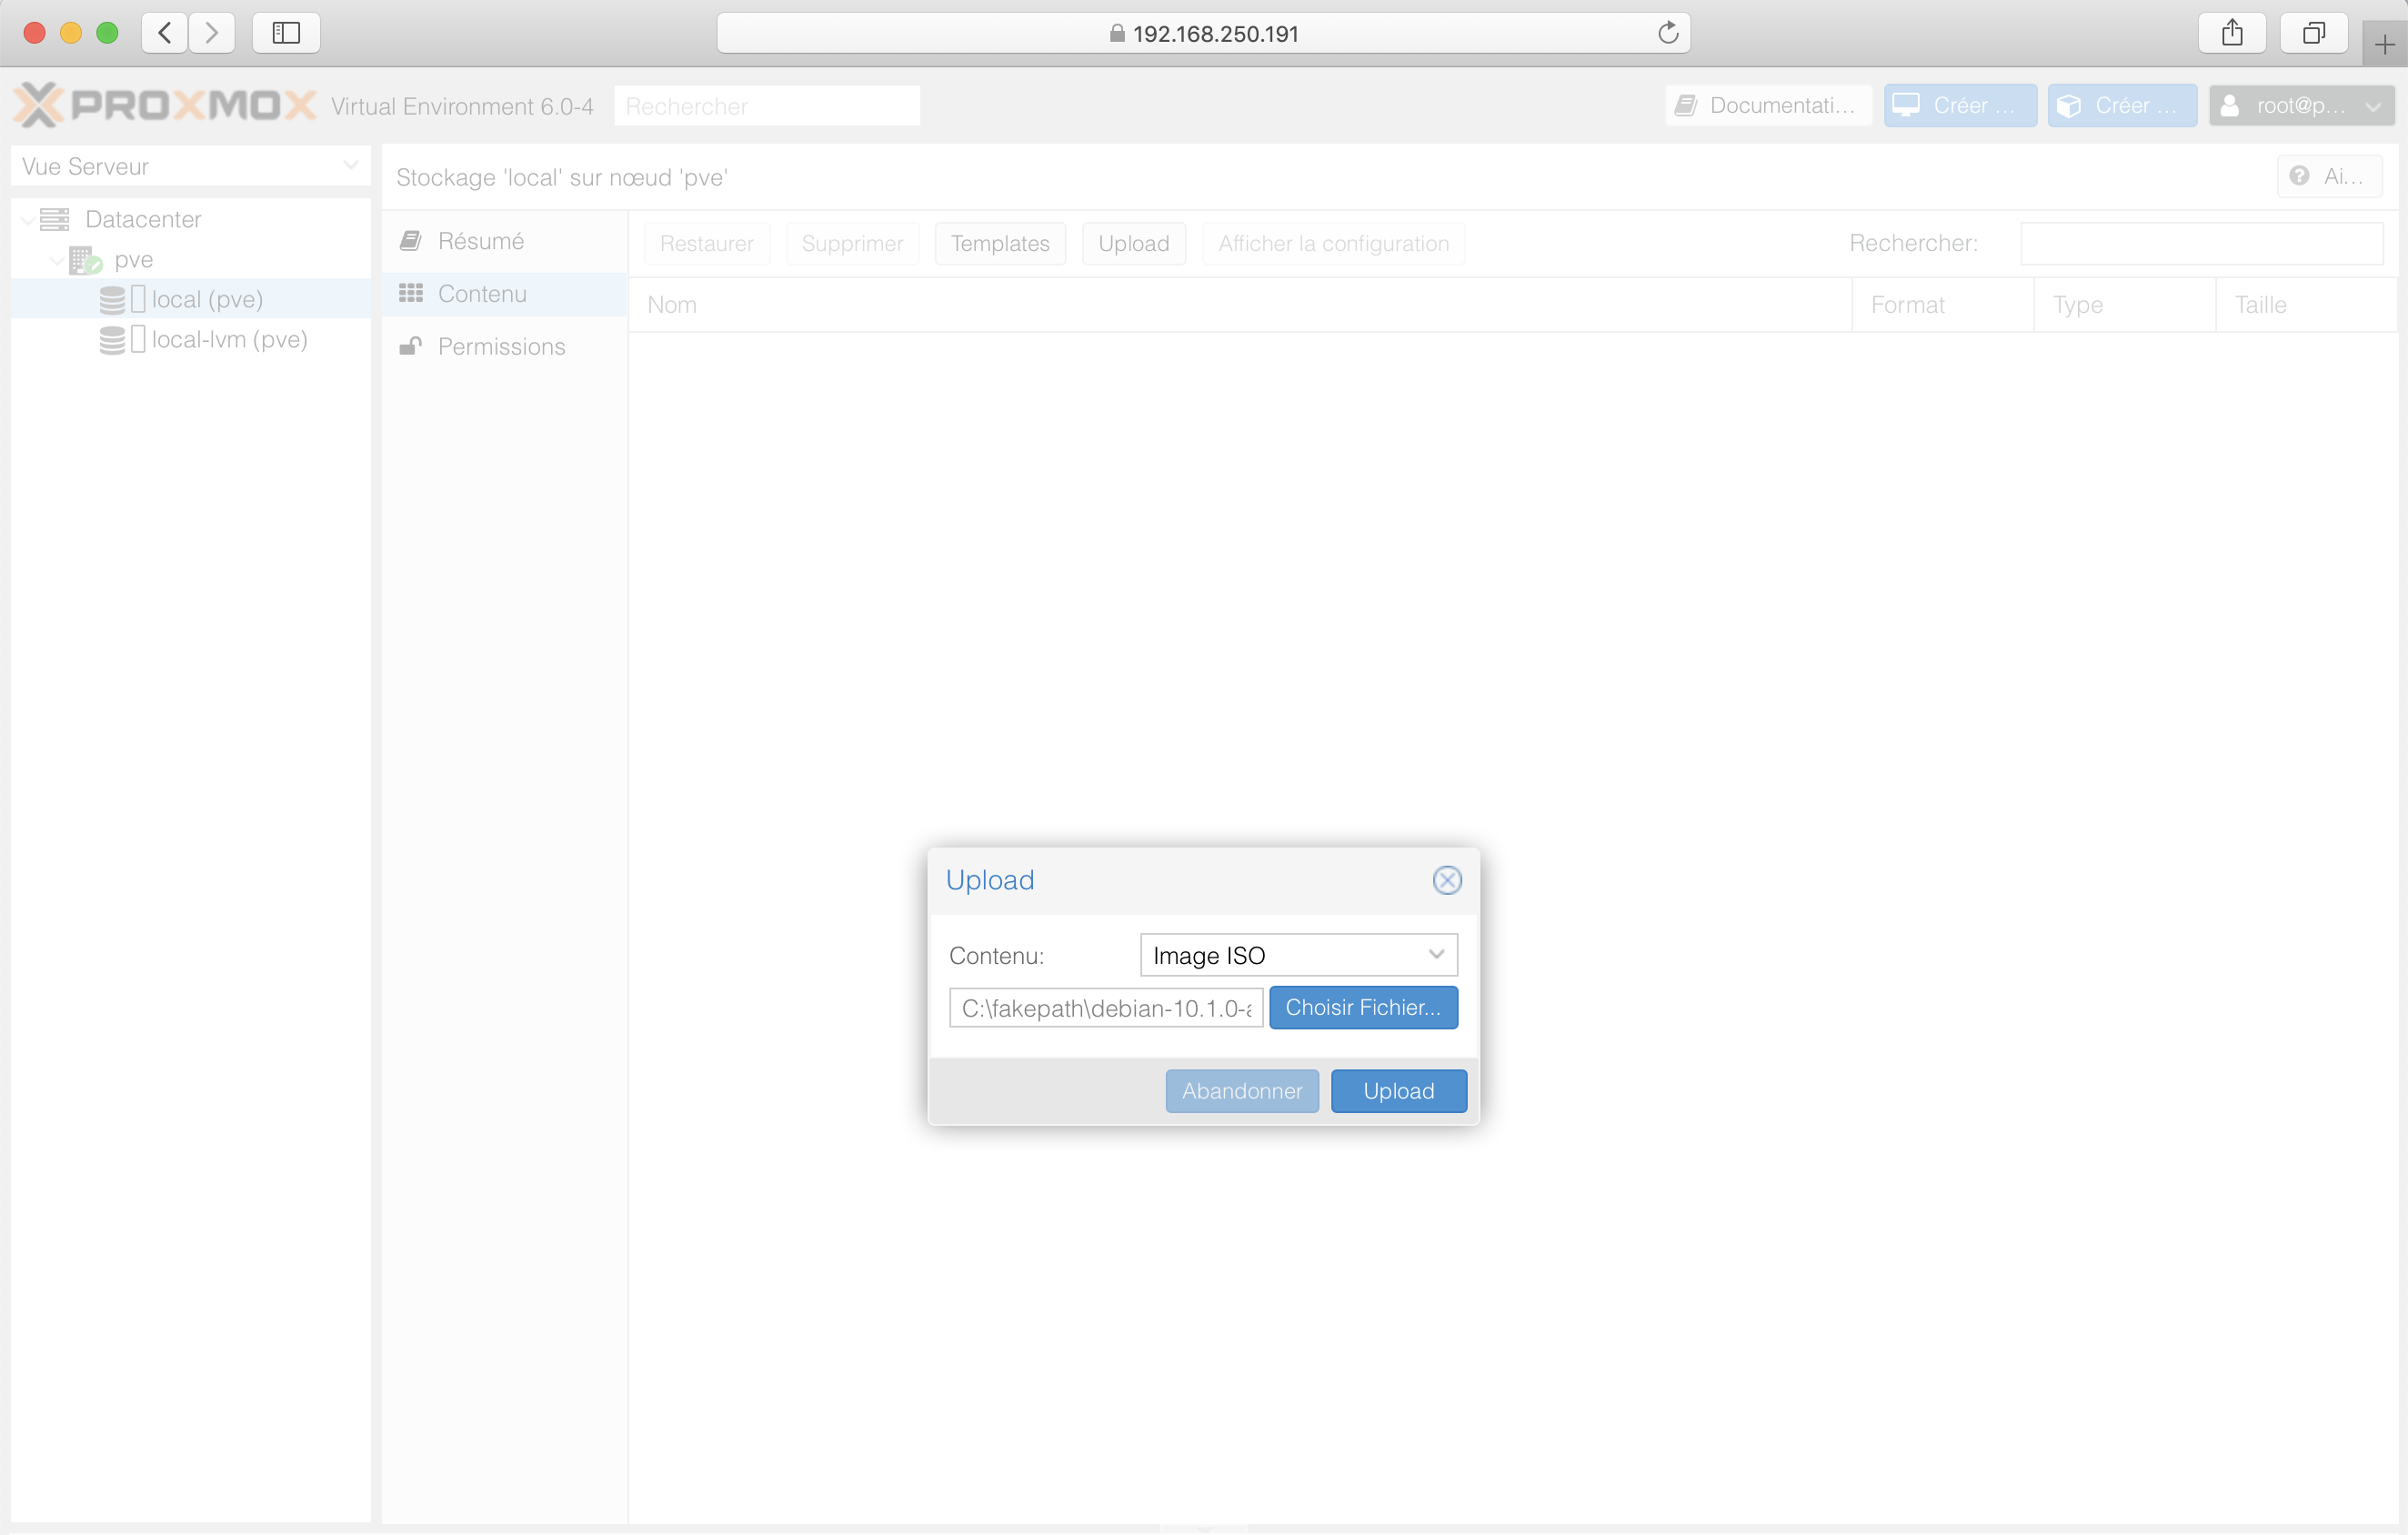 192.168.250.191
PROXMOX Virtual Environment 6.0-4 Rechercher Documentati... Créer ... Créer ... root@p...
Vue Serveur
Stockage 'local' sur nœud 'pve' Ai...
Datacenter
pve
local (pve)
local-lvm (pve)
Résumé
Contenu
Permissions
Restaurer Supprimer Templates Upload Afficher la configuration Rechercher:
Nom Format Type Taille
Upload
Contenu: Image ISO
C:\fakepath\debian-10.1.0-a Choisir Fichier...
Abandonner Upload